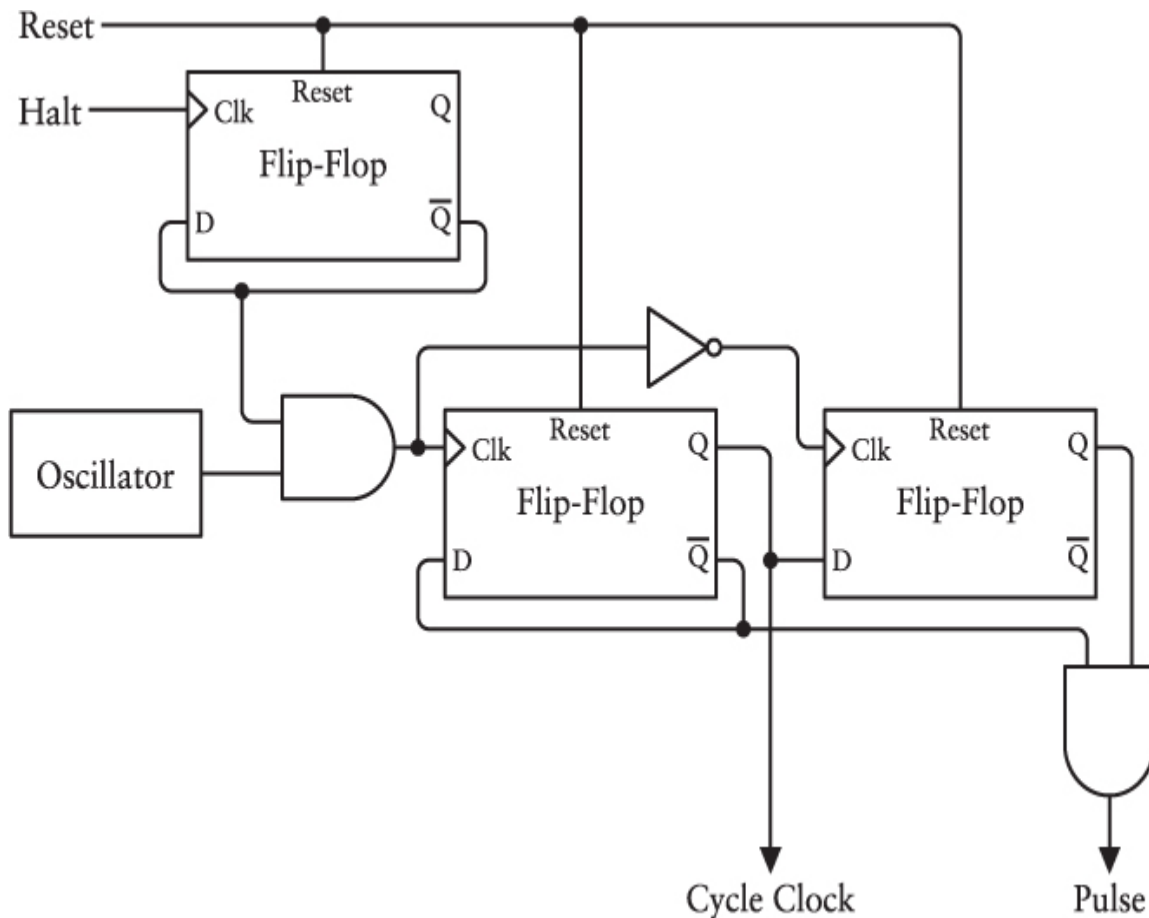 Reset
Halt
Reset
Clk
Q
Flip-Flop
D
Q̅
Oscillator
Reset
Clk
Q
Flip-Flop
D
Q̅
Reset
Clk
Q
Flip-Flop
D
Q̅
Cycle Clock
Pulse